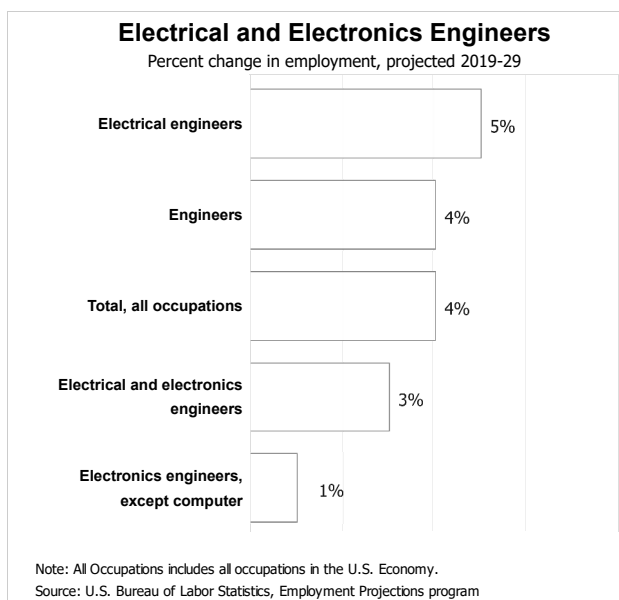 Electrical and Electronics Engineers
Percent change in employment, projected 2019-29
Electrical engineers
5%
Engineers
4%
Total, all occupations
4%
Electrical and electronics
engineers
3%
Electronics engineers,
except computer
1%
Note: All Occupations includes all occupations in the U.S. Economy.
Source: U.S. Bureau of Labor Statistics, Employment Projections program